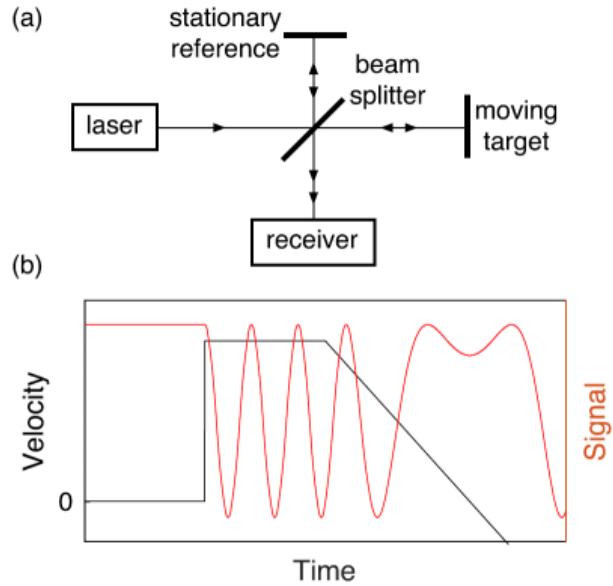 (a)
stationary
reference
beam
splitter
laser
moving
target
receiver
(b)
Velocity
0
Signal
Time